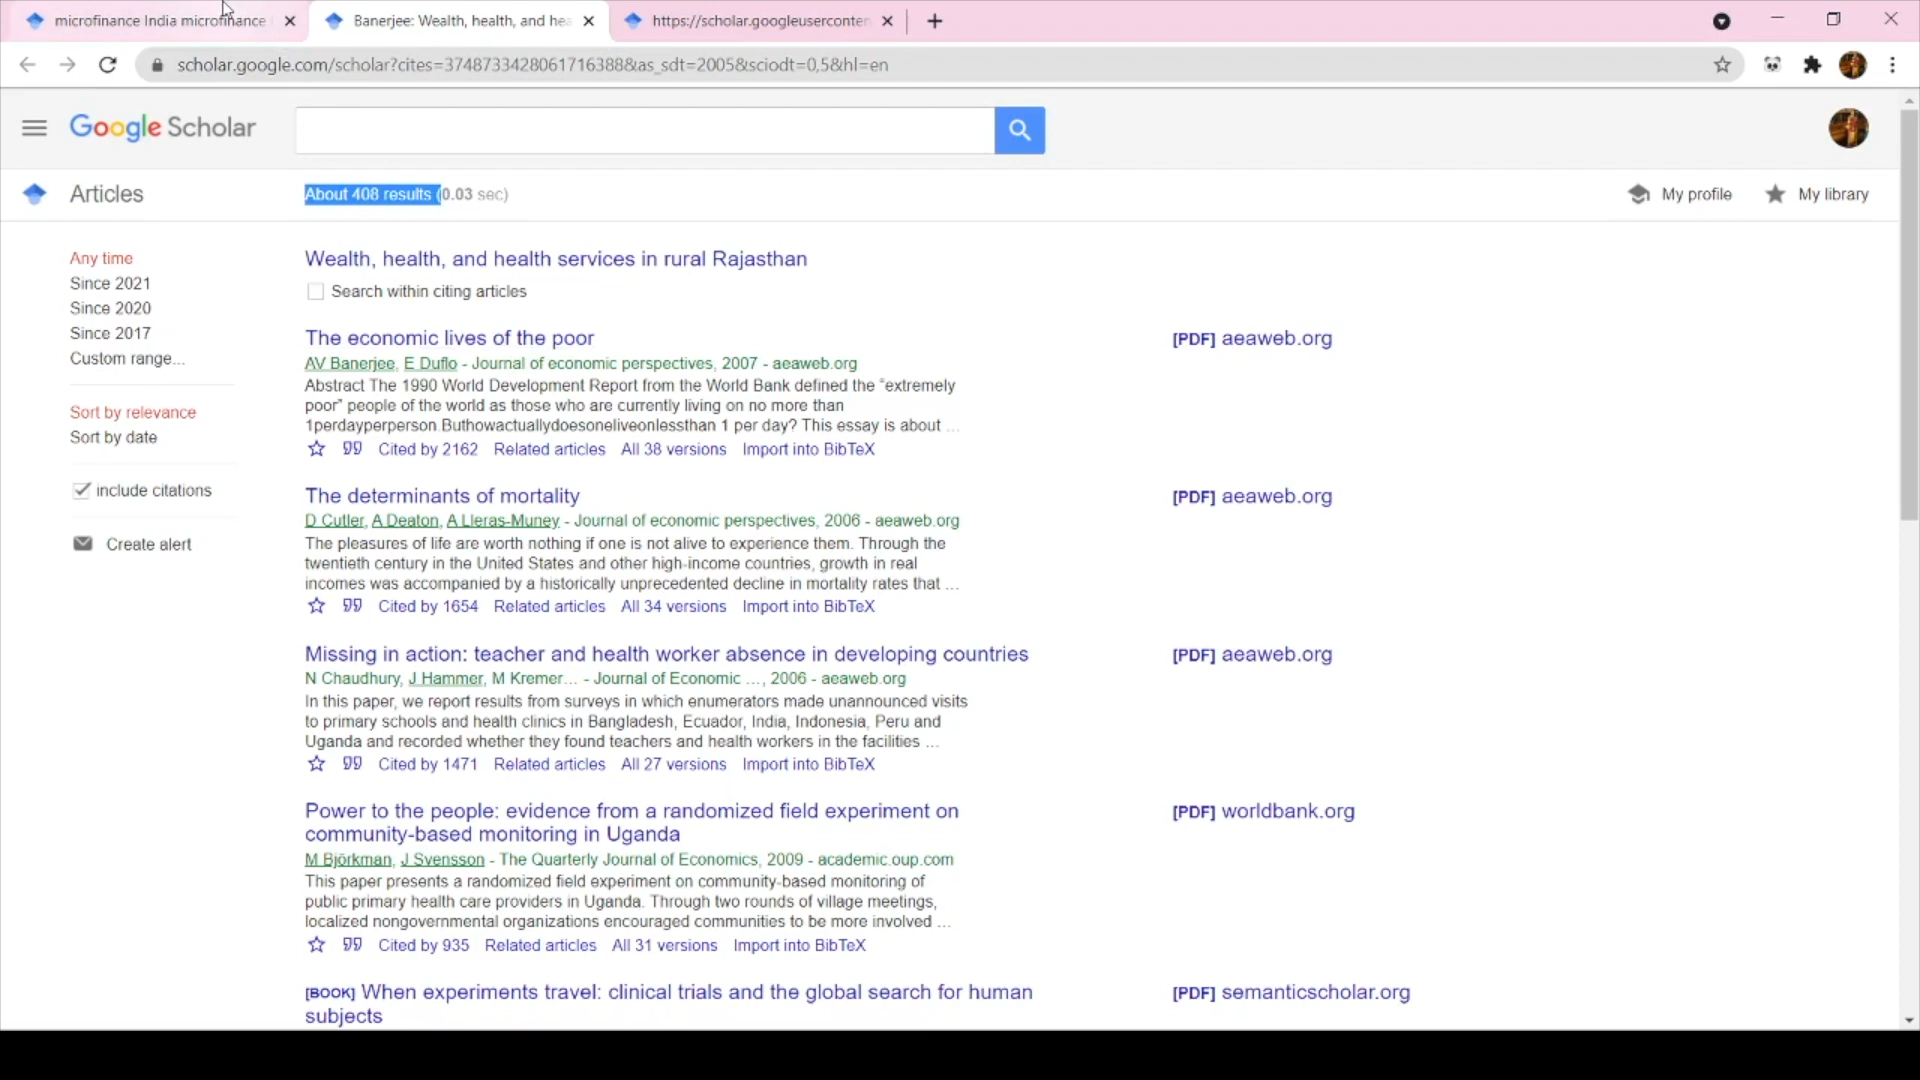 microfinance India microfinance
Banerjee: Wealth, health, and hea
https://scholar.googleuserconten
scholar.google.com/scholar?cites=3748733428061716388&as_sdt=2005&sciodt=0,5&hl=en
Google Scholar
Articles
About 408 results (0.03 sec)
My profile
My library
Any time
Since 2021
Since 2020
Since 2017
Custom range...
Sort by relevance
Sort by date
include citations
Create alert
Wealth, health, and health services in rural Rajasthan
Search within citing articles
The economic lives of the poor
[PDF] aeaweb.org
AV Banerjee, E Duflo - Journal of economic perspectives, 2007 - aeaweb.org
Abstract The 1990 World Development Report from the World Bank defined the “extremely
poor” people of the world as those who are currently living on no more than
1perdayperperson.Buthowactuallydoesoneliveonlessthan 1 per day? This essay is about …
Cited by 2162 Related articles All 38 versions Import into BibTeX
The determinants of mortality
[PDF] aeaweb.org
D Cutler, A Deaton, A Lleras-Muney - Journal of economic perspectives, 2006 - aeaweb.org
The pleasures of life are worth nothing if one is not alive to experience them. Through the
twentieth century in the United States and other high-income countries, growth in real
incomes was accompanied by a historically unprecedented decline in mortality rates that …
Cited by 1654 Related articles All 34 versions Import into BibTeX
Missing in action: teacher and health worker absence in developing countries
[PDF] aeaweb.org
N Chaudhury, J Hammer, M Kremer… - Journal of Economic …, 2006 - aeaweb.org
In this paper, we report results from surveys in which enumerators made unannounced visits
to primary schools and health clinics in Bangladesh, Ecuador, India, Indonesia, Peru and
Uganda and recorded whether they found teachers and health workers in the facilities …
Cited by 1471 Related articles All 27 versions Import into BibTeX
Power to the people: evidence from a randomized field experiment on
community-based monitoring in Uganda
[PDF] worldbank.org
M Björkman, J Svensson - The Quarterly Journal of Economics, 2009 - academic.oup.com
This paper presents a randomized field experiment on community-based monitoring of
public primary health care providers in Uganda. Through two rounds of village meetings,
localized nongovernmental organizations encouraged communities to be more involved …
Cited by 935 Related articles All 31 versions Import into BibTeX
[BOOK] When experiments travel: clinical trials and the global search for human
subjects
[PDF] semanticscholar.org